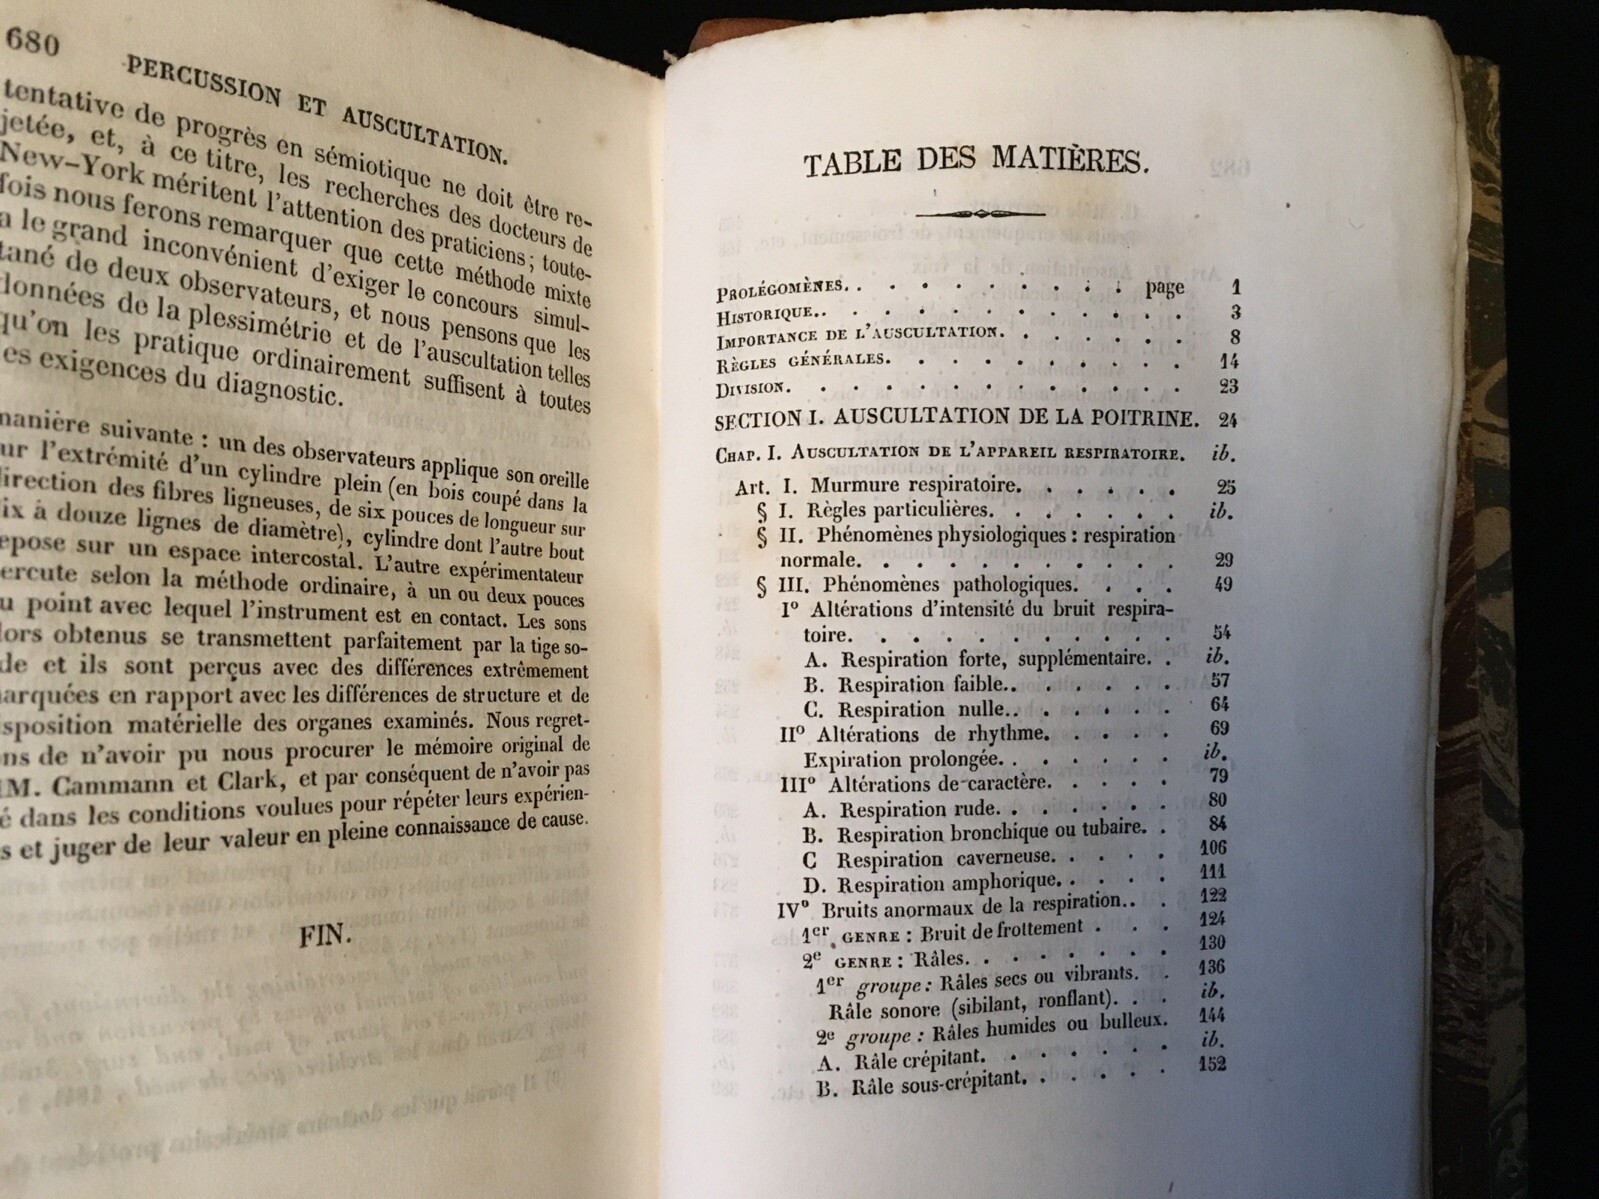 680
PERCUSSION ET AUSCULTATION.
tentative de progrès en sémiotique ne doit être re-
jetée, et, à ce titre, les recherches des docteurs de
New-York méritent l'attention des praticiens; toute-
fois nous ferons remarquer que cette méthode mixte
a le grand inconvénient d'exiger le concours simul-
tané de deux observateurs, et nous pensons que les
données de la plessimétrie et de l'auscultation telles
qu'on les pratique ordinairement suffisent à toutes
es exigences du diagnostic.
manière suivante : un des observateurs applique son oreille
ur l'extrémité d'un cylindre plein (en bois coupé dans la
direction des fibres ligneuses, de six pouces de longueur sur
ix à douze lignes de diamètre), cylindre dont l'autre bout
epose sur un espace intercostal. L'autre expérimentateur
ercute selon la méthode ordinaire, à un ou deux pouces
u point avec lequel l'instrument est en contact. Les sons
lors obtenus se transmettent parfaitement par la tige so-
de et ils sont perçus avec des différences extrêmement
arquées en rapport avec les différences de structure et de
sposition matérielle des organes examinés. Nous regret-
ns de n'avoir pu nous procurer le mémoire original de
M. Cammann et Clark, et par conséquent de n'avoir pas
é dans les conditions voulues pour répéter leurs expérien-
s et juger de leur valeur en pleine connaissance de cause.
FIN.
TABLE DES MATIÈRES.
PROLÉGOMÈNES. . . . . . . . . . page 1
HISTORIQUE. . . . . . . . . . . . 3
IMPORTANCE DE L'AUSCULTATION. . . . . . . 8
RÈGLES GÉNÉRALES. . . . . . . . . . 14
DIVISION. . . . . . . . . . . . 23
SECTION I. AUSCULTATION DE LA POITRINE. 24
CHAP. I. AUSCULTATION DE L'APPAREIL RESPIRATOIRE. ib.
Art. I. Murmure respiratoire. . . . . . 25
§ I. Règles particulières. . . . . . . ib.
§ II. Phénomènes physiologiques : respiration
normale. . . . . . . . . . . 29
§ III. Phénomènes pathologiques. . . . 49
I° Altérations d'intensité du bruit respira-
toire. . . . . . . . . . . 54
A. Respiration forte, supplémentaire. . ib.
B. Respiration faible. . . . . . . 57
C. Respiration nulle. . . . . . . 64
II° Altérations de rhythme. . . . . 69
Expiration prolongée. . . . . . . ib.
III° Altérations de caractère. . . . . 79
A. Respiration rude. . . . . . . 80
B. Respiration bronchique ou tubaire. . 84
C Respiration caverneuse. . . . . 106
D. Respiration amphorique. . . . . 111
IV° Bruits anormaux de la respiration. . . 122
1er GENRE : Bruit de frottement . . . 124
2e GENRE : Râles. . . . . . . . 130
1er groupe : Râles secs ou vibrants. . 136
Râle sonore (sibilant, ronflant). . . ib.
2e groupe : Râles humides ou bulleux. 144
A. Râle crépitant. . . . . . . ib.
B. Râle sous-crépitant. . . . . . 152